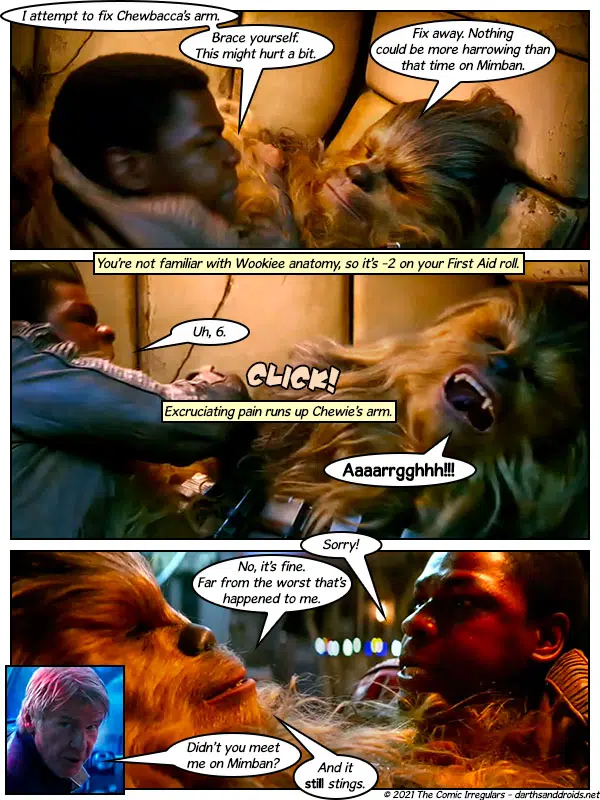 I attempt to fix Chewbacca's arm.
Brace yourself.
This might hurt a bit.
Fix away. Nothing
could be more harrowing than
that time on Mimban.
You're not familiar with Wookiee anatomy, so it's -2 on your First Aid roll.
Uh, 6.
CLICK!
Excruciating pain runs up Chewie's arm.
Aaaarrgghhh!!!
Sorry!
No, it's fine.
Far from the worst that's
happened to me.
Didn't you meet
me on Mimban?
And it
still stings.
© 2021 The Comic Irregulars - darthsanddroids.net